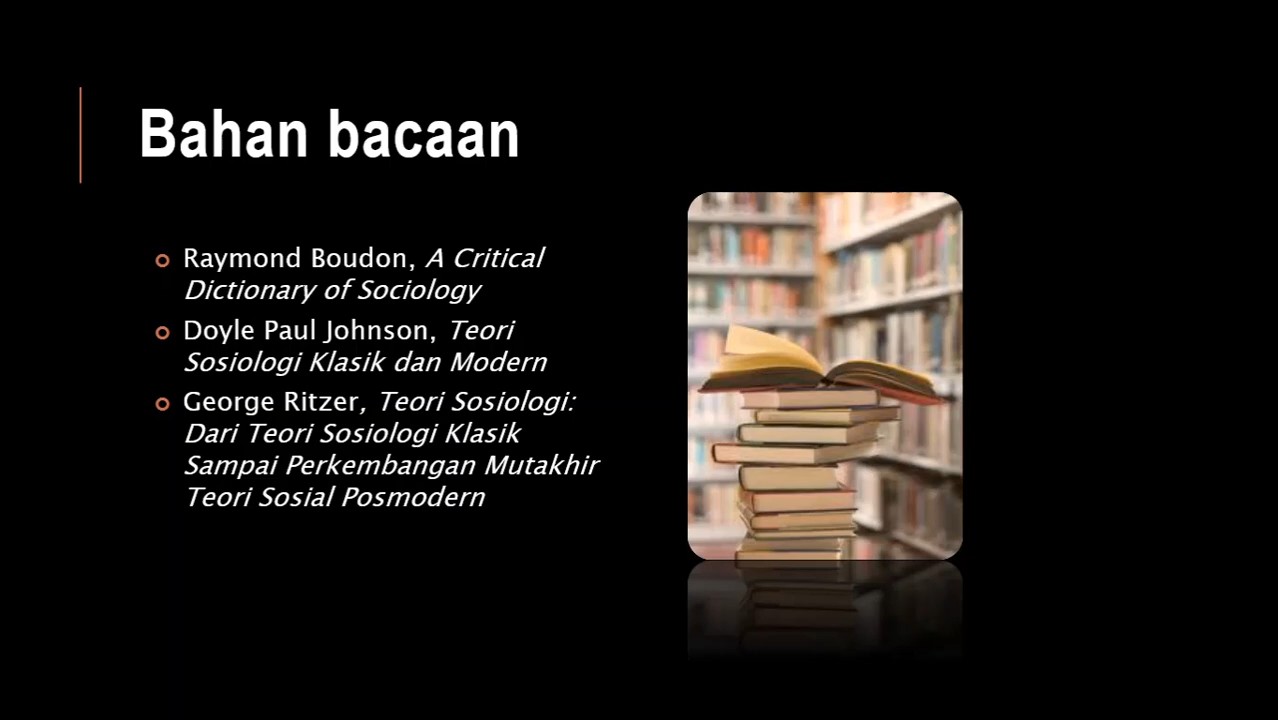 Bahan bacaan
Raymond Boudon, A Critical
Dictionary of Sociology
Doyle Paul Johnson, Teori
Sosiologi Klasik dan Modern
George Ritzer, Teori Sosiologi:
Dari Teori Sosiologi Klasik
Sampai Perkembangan Mutakhir
Teori Sosial Posmodern